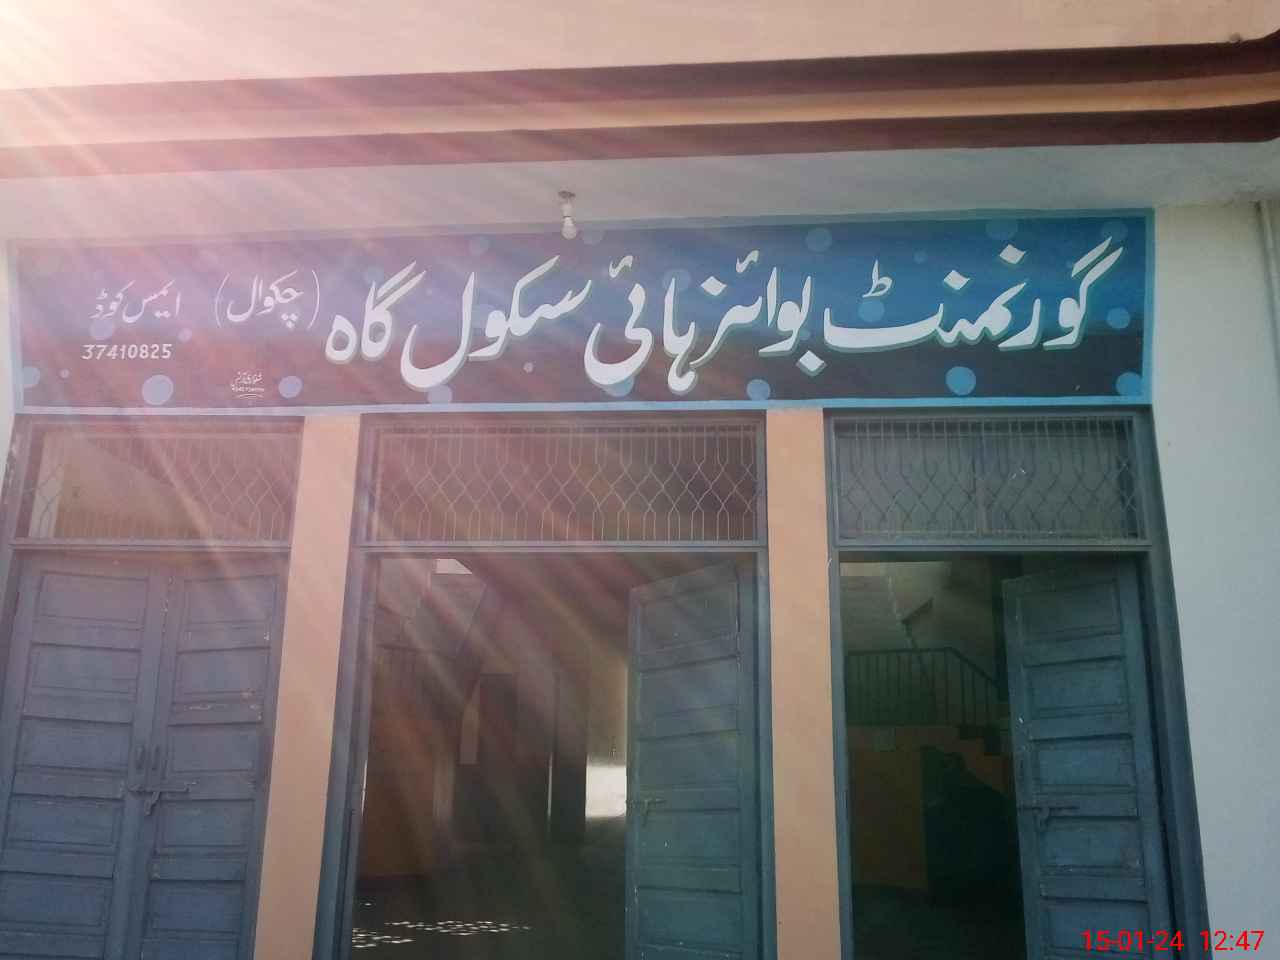 گورنمنٹ بوائز ہائی سکول گاہ (چکوال)
ایمس کوڈ
37410825
15-01-24 12:47